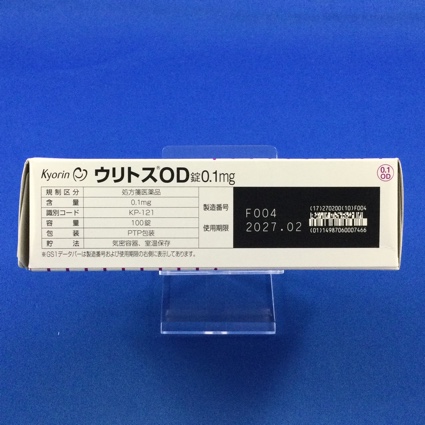 Kyorin ウリトス®OD錠0.1mg
0.1
OD
規制区分 処方箋医薬品
含量 0.1mg
識別コード KP-121
容量 100錠
包装 PTP包装
貯法 気密容器、室温保存
製造番号 F004
使用期限 2027.02
(17)270200(10)F004
(01)14987060007466
※GS1データバーは製造番号および使用期限の右側に表示してあります。